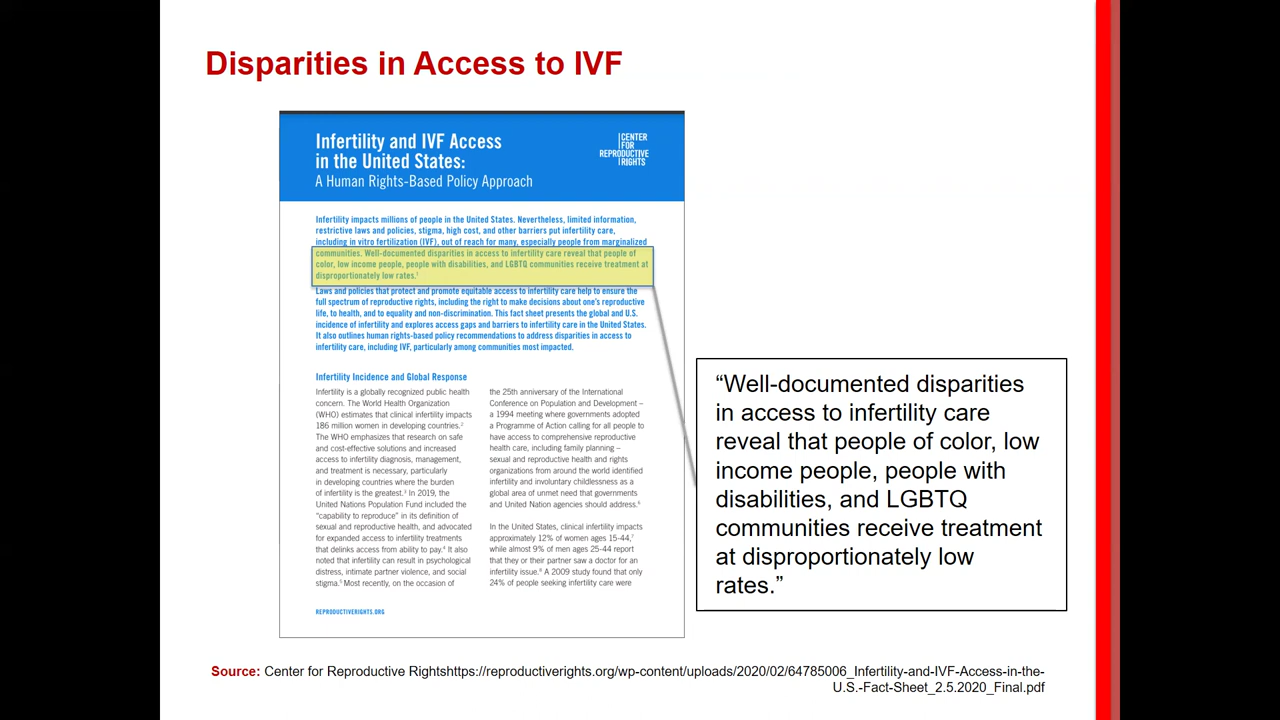 Disparities in Access to IVF
Infertility and IVF Access
in the United States:
A Human Rights-Based Policy Approach
CENTER
FOR
REPRODUCTIVE
RIGHTS
Infertility impacts millions of people in the United States. Nevertheless, limited information,
restrictive laws and policies, stigma, high cost, and other barriers put infertility care,
including in vitro fertilization (IVF), out of reach for many, especially people from marginalized
communities. Well-documented disparities in access to infertility care reveal that people of
color, low income people, people with disabilities, and LGBTQ communities receive treatment at
disproportionately low rates.¹
Laws and policies that protect and promote equitable access to infertility care help to ensure the
full spectrum of reproductive rights, including the right to make decisions about one's reproductive
life, to health, and to equality and non-discrimination. This fact sheet presents the global and U.S.
incidence of infertility and explores access gaps and barriers to infertility care in the United States.
It also outlines human rights-based policy recommendations to address disparities in access to
infertility care, including IVF, particularly among communities most impacted.
Infertility Incidence and Global Response
Infertility is a globally recognized public health
concern. The World Health Organization
(WHO) estimates that clinical infertility impacts
186 million women in developing countries.²
The WHO emphasizes that research on safe
and cost-effective solutions and increased
access to infertility diagnosis, management,
and treatment is necessary, particularly
in developing countries where the burden
of infertility is the greatest.³ In 2019, the
United Nations Population Fund included the
“capability to reproduce” in its definition of
sexual and reproductive health, and advocated
for expanded access to infertility treatments
that delinks access from ability to pay.⁴ It also
noted that infertility can result in psychological
distress, intimate partner violence, and social
stigma.⁵ Most recently, on the occasion of
the 25th anniversary of the International
Conference on Population and Development –
a 1994 meeting where governments adopted
a Programme of Action calling for all people to
have access to comprehensive reproductive
health care, including family planning –
sexual and reproductive health and rights
organizations from around the world identified
infertility and involuntary childlessness as a
global area of unmet need that governments
and United Nation agencies should address.⁶
In the United States, clinical infertility impacts
approximately 12% of women ages 15-44,⁷
while almost 9% of men ages 25-44 report
that they or their partner saw a doctor for an
infertility issue.⁸ A 2009 study found that only
24% of people seeking infertility care were
REPRODUCTIVERIGHTS.ORG
“Well-documented disparities
in access to infertility care
reveal that people of color, low
income people, people with
disabilities, and LGBTQ
communities receive treatment
at disproportionately low
rates.”
Source: Center for Reproductive Rightshttps://reproductiverights.org/wp-content/uploads/2020/02/64785006_Infertility-and-IVF-Access-in-the-
U.S.-Fact-Sheet_2.5.2020_Final.pdf